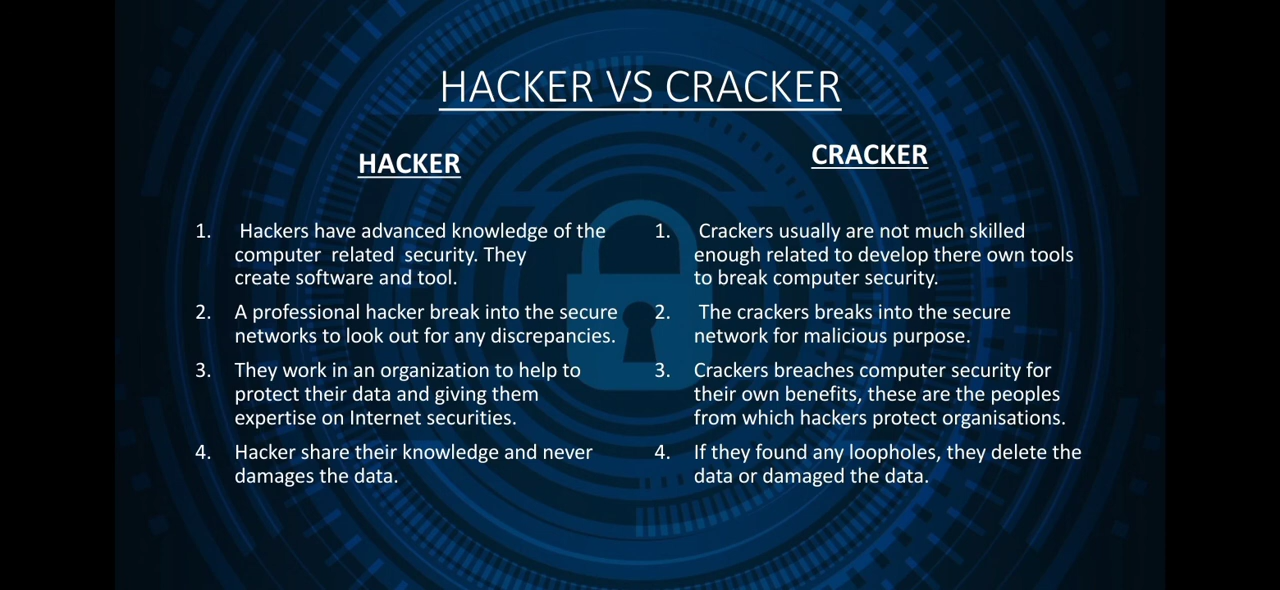 HACKER VS CRACKER
HACKER
1. Hackers have advanced knowledge of the
computer related security. They
create software and tool.
2. A professional hacker break into the secure
networks to look out for any discrepancies.
3. They work in an organization to help to
protect their data and giving them
expertise on Internet securities.
4. Hacker share their knowledge and never
damages the data.
CRACKER
1. Crackers usually are not much skilled
enough related to develop there own tools
to break computer security.
2. The crackers breaks into the secure
network for malicious purpose.
3. Crackers breaches computer security for
their own benefits, these are the peoples
from which hackers protect organisations.
4. If they found any loopholes, they delete the
data or damaged the data.